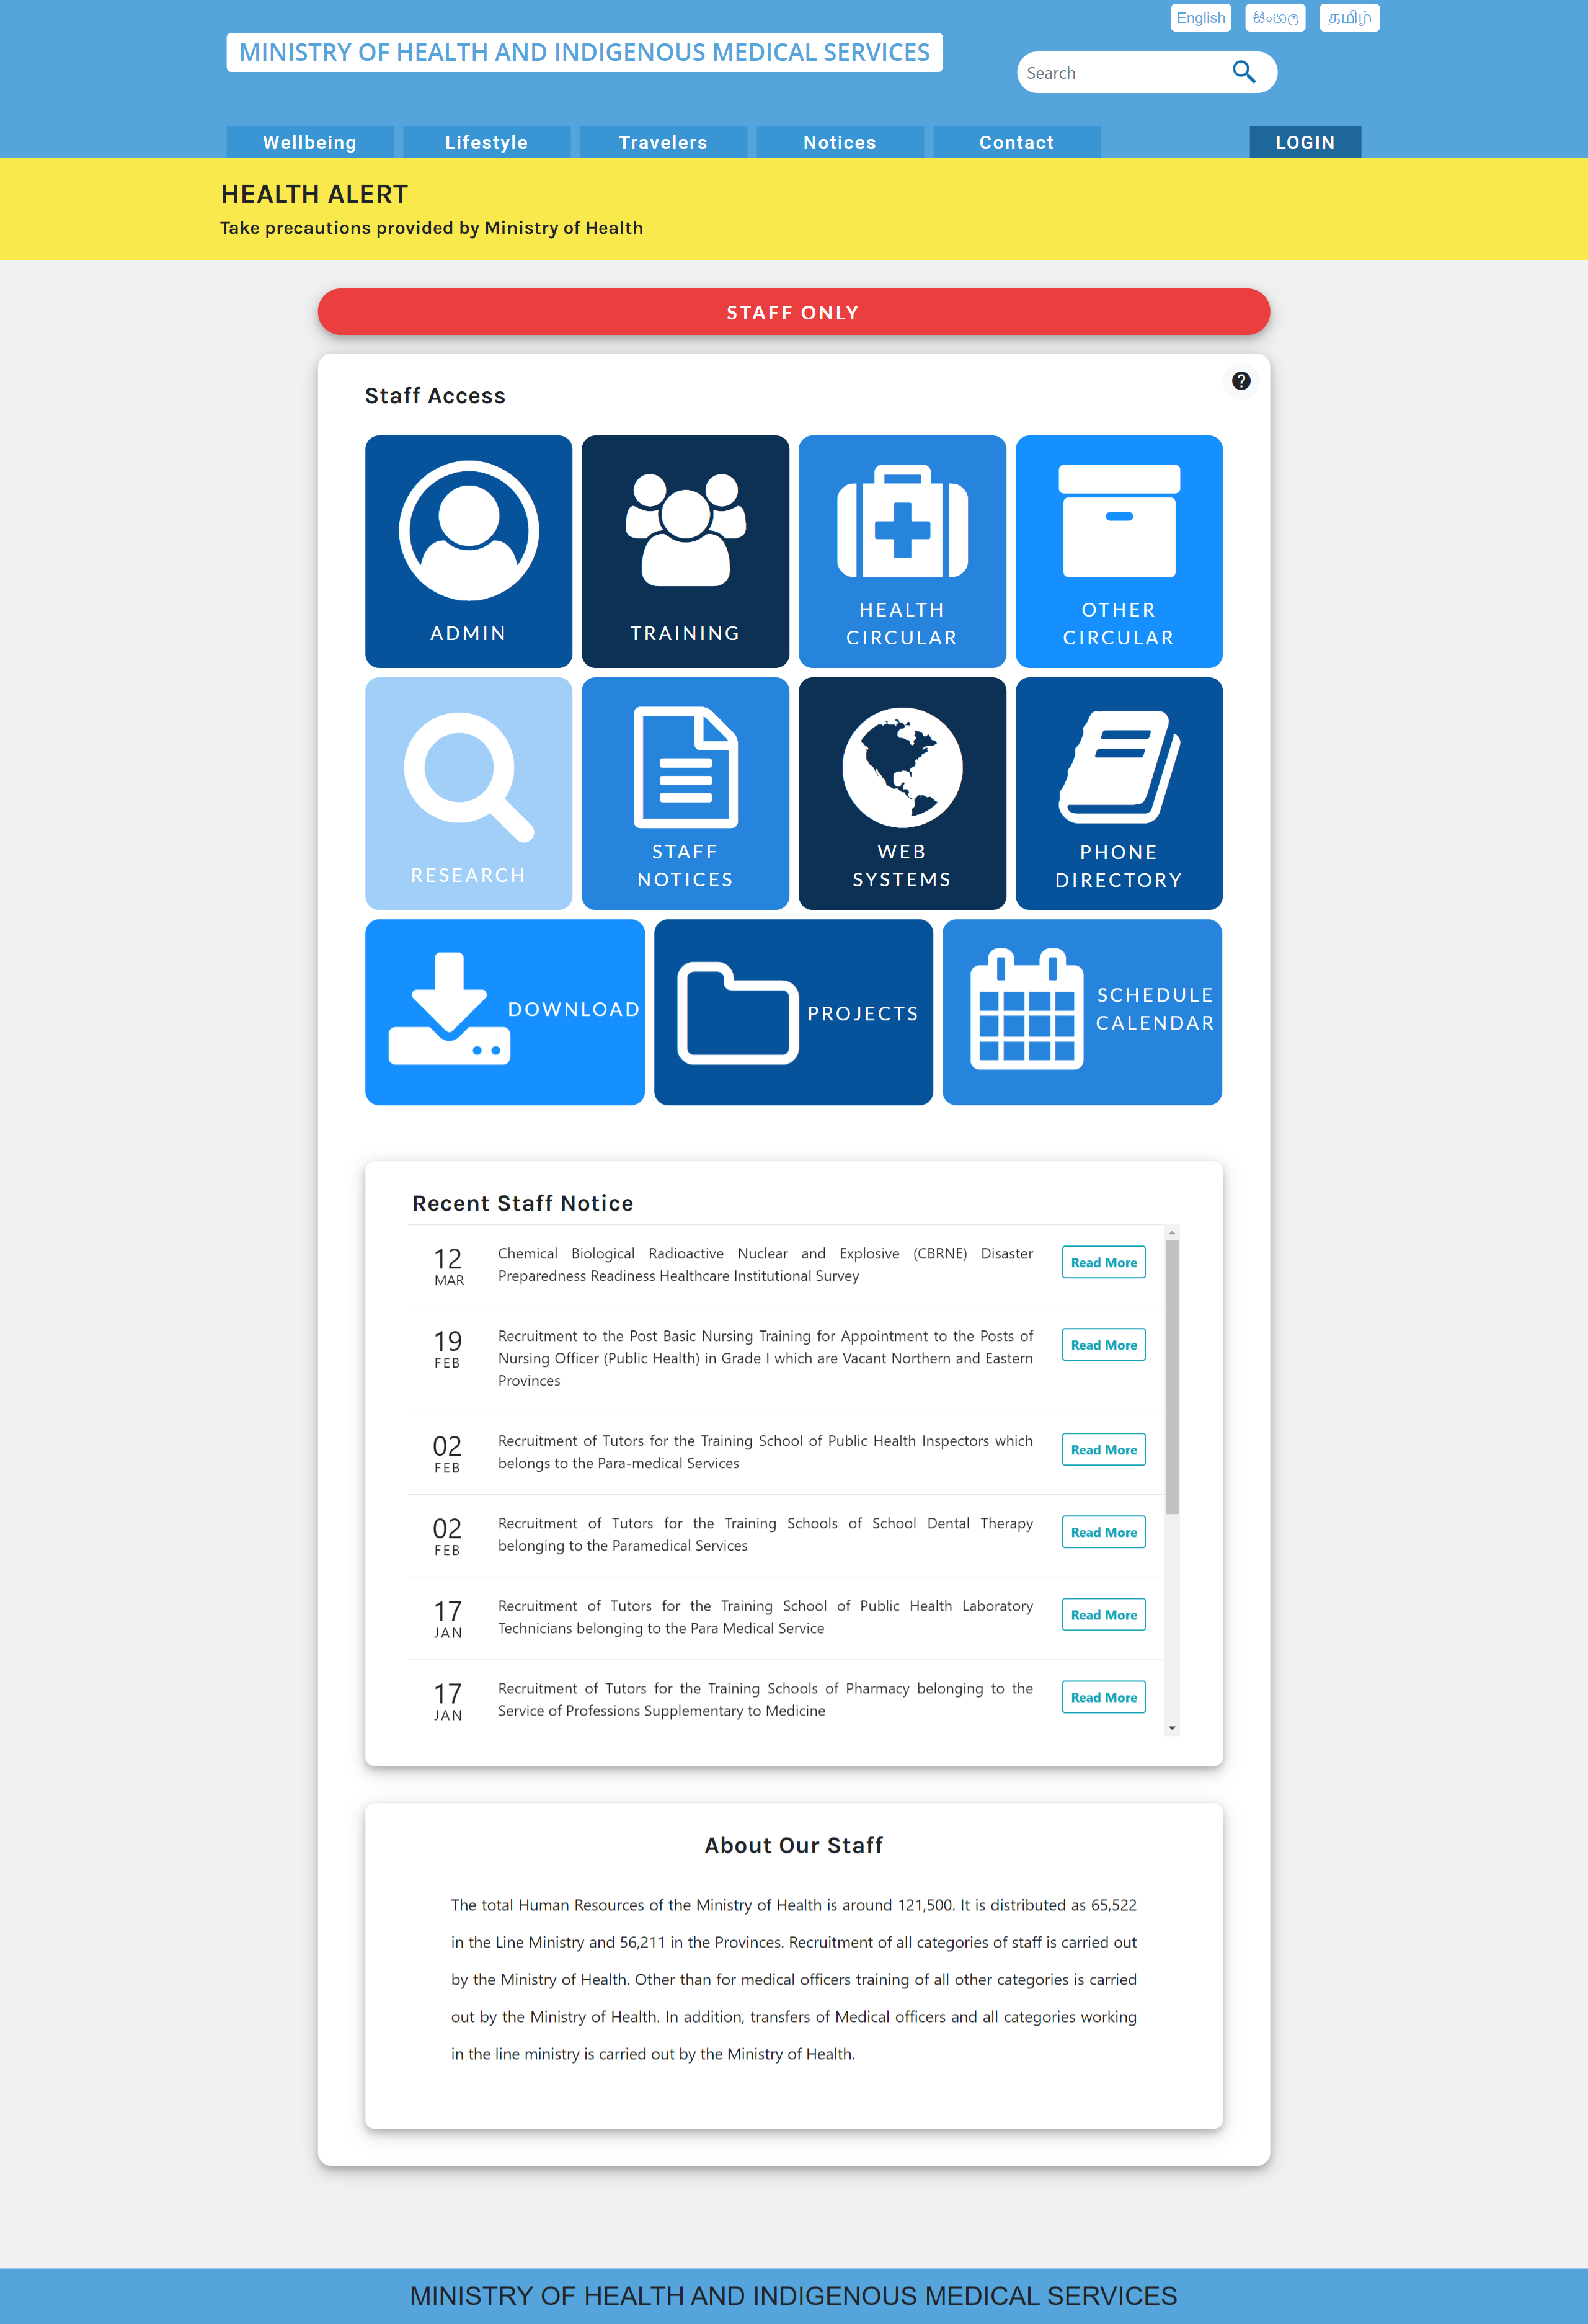 English සිංහල தமிழ்
MINISTRY OF HEALTH AND INDIGENOUS MEDICAL SERVICES
Search
Wellbeing Lifestyle Travelers Notices Contact LOGIN
HEALTH ALERT
Take precautions provided by Ministry of Health
STAFF ONLY
Staff Access
ADMIN
TRAINING
HEALTH
CIRCULAR
OTHER
CIRCULAR
RESEARCH
STAFF
NOTICES
WEB
SYSTEMS
PHONE
DIRECTORY
DOWNLOAD
PROJECTS
SCHEDULE
CALENDAR
Recent Staff Notice
12
MAR
Chemical Biological Radioactive Nuclear and Explosive (CBRNE) Disaster
Preparedness Readiness Healthcare Institutional Survey
Read More
19
FEB
Recruitment to the Post Basic Nursing Training for Appointment to the Posts of
Nursing Officer (Public Health) in Grade I which are Vacant Northern and Eastern
Provinces
Read More
02
FEB
Recruitment of Tutors for the Training School of Public Health Inspectors which
belongs to the Para-medical Services
Read More
02
FEB
Recruitment of Tutors for the Training Schools of School Dental Therapy
belonging to the Paramedical Services
Read More
17
JAN
Recruitment of Tutors for the Training School of Public Health Laboratory
Technicians belonging to the Para Medical Service
Read More
17
JAN
Recruitment of Tutors for the Training Schools of Pharmacy belonging to the
Service of Professions Supplementary to Medicine
Read More
About Our Staff
The total Human Resources of the Ministry of Health is around 121,500. It is distributed as 65,522
in the Line Ministry and 56,211 in the Provinces. Recruitment of all categories of staff is carried out
by the Ministry of Health. Other than for medical officers training of all other categories is carried
out by the Ministry of Health. In addition, transfers of Medical officers and all categories working
in the line ministry is carried out by the Ministry of Health.
MINISTRY OF HEALTH AND INDIGENOUS MEDICAL SERVICES